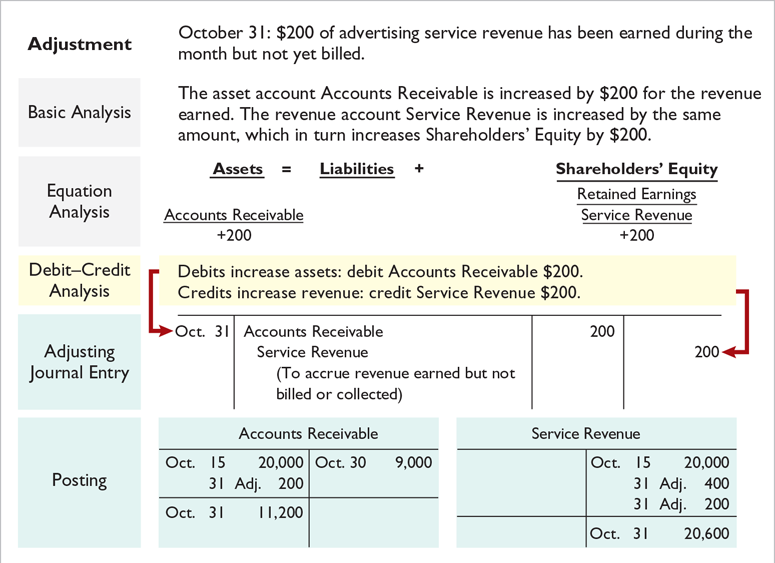 Adjustment
October 31: $200 of advertising service revenue has been earned during the
month but not yet billed.
Basic Analysis
The asset account Accounts Receivable is increased by $200 for the revenue
earned. The revenue account Service Revenue is increased by the same
amount, which in turn increases Shareholders’ Equity by $200.
Equation
Analysis
Assets = Liabilities + Shareholders’ Equity
Retained Earnings
Accounts Receivable Service Revenue
+200 +200
Debit–Credit
Analysis
Debits increase assets: debit Accounts Receivable $200.
Credits increase revenue: credit Service Revenue $200.
Adjusting
Journal Entry
Oct. 31 Accounts Receivable 200
Service Revenue 200
(To accrue revenue earned but not
billed or collected)
Posting
Accounts Receivable
Oct. 15 20,000 Oct. 30 9,000
31 Adj. 200
Oct. 31 11,200
Service Revenue
Oct. 15 20,000
31 Adj. 400
31 Adj. 200
Oct. 31 20,600